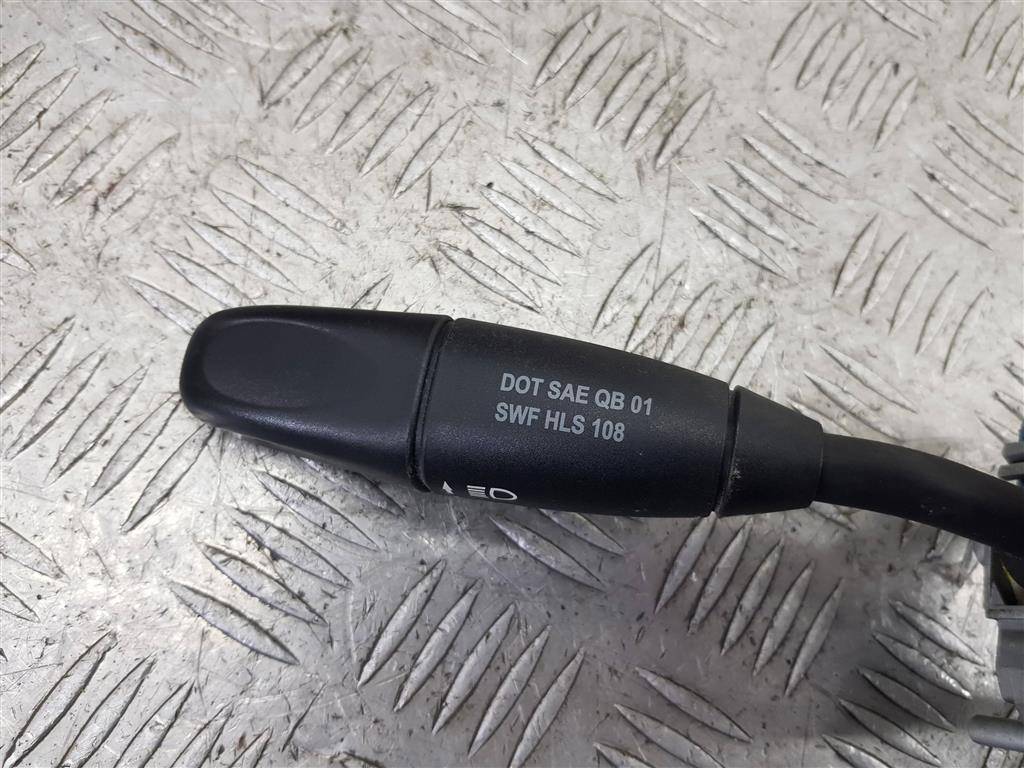 DOT SAE QB 01
SWF HLS 108